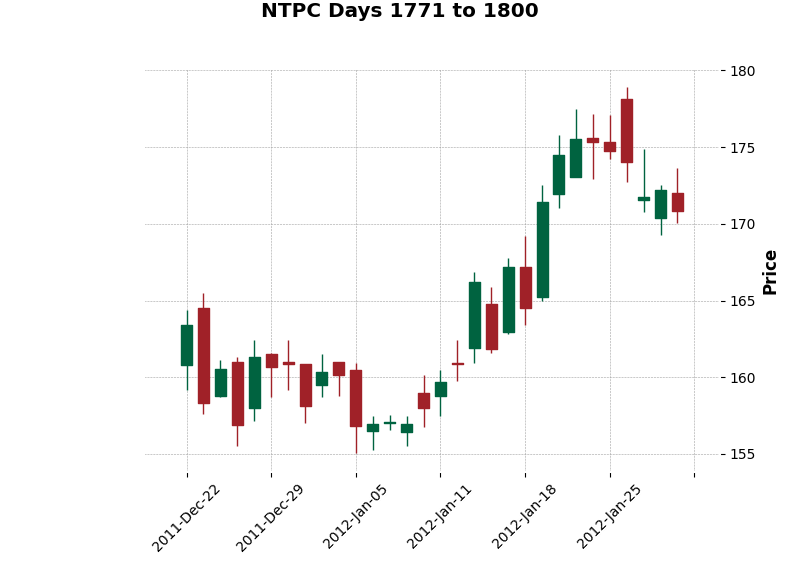 NTPC Days 1771 to 1800
180
175
170
165
160
155
Price
2011-Dec-22
2011-Dec-29
2012-Jan-05
2012-Jan-11
2012-Jan-18
2012-Jan-25